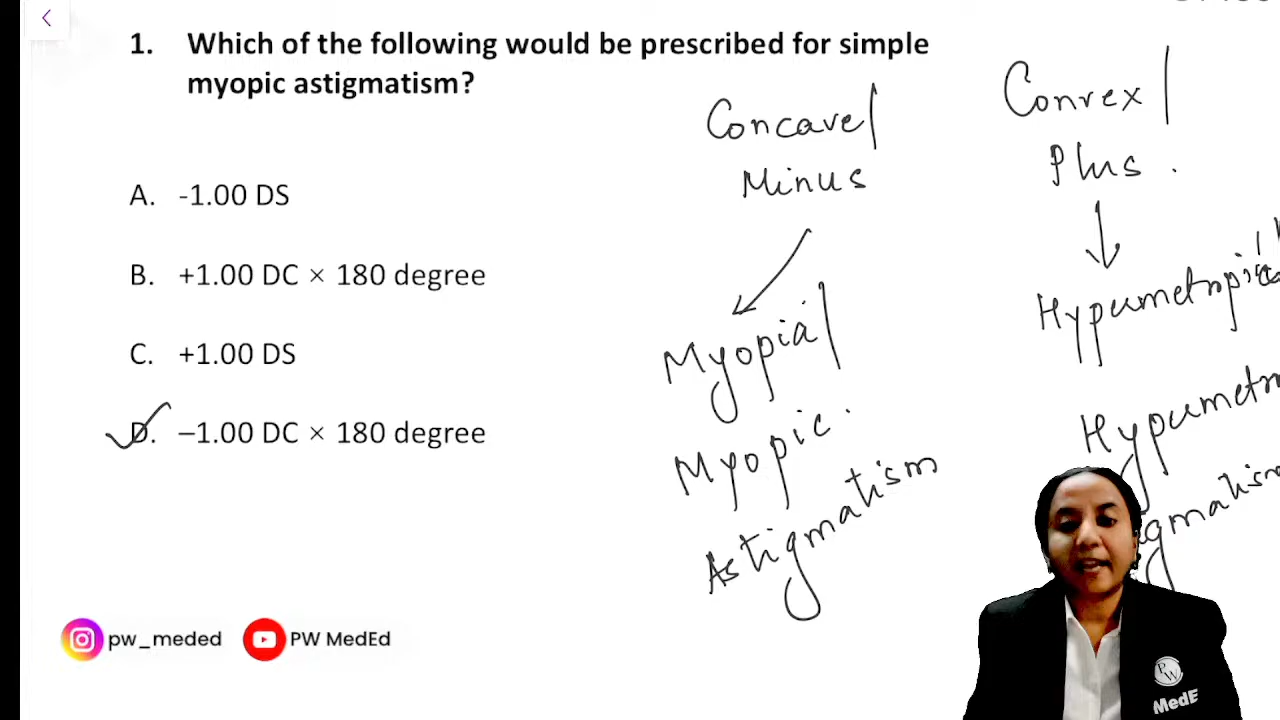 1. Which of the following would be prescribed for simple
myopic astigmatism?
A. -1.00 DS
B. +1.00 DC × 180 degree
C. +1.00 DS
D. –1.00 DC × 180 degree
Concave/
Minus
Myopia/
Myopic
Astigmatism
Convex/
Plus.
pw_meded
PW MedEd
PW
MedE